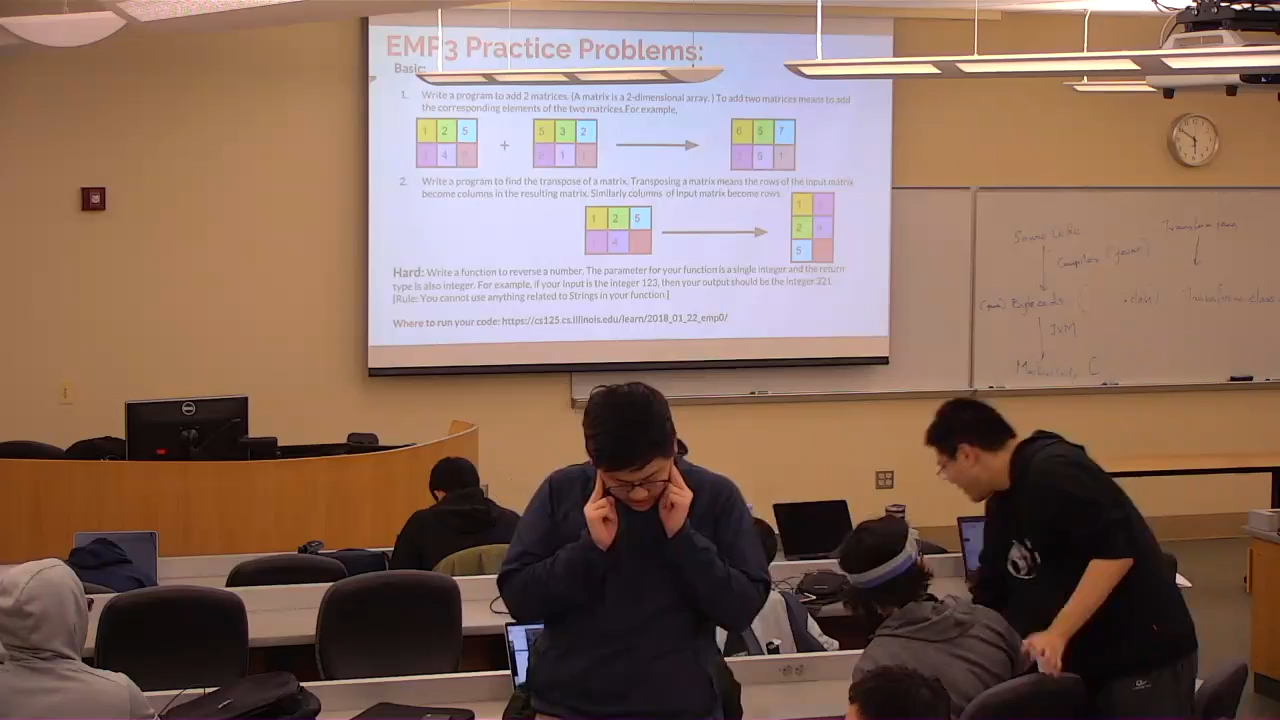 EMP3 Practice Problems:
Basic:
1. Write a program to add 2 matrices. (A matrix is a 2-dimensional array. ) To add two matrices means to add
the corresponding elements of the two matrices.For example,
1 2 5 5 3 2 6 5 7
+
4 1 5 1
2. Write a program to find the transpose of a matrix. Transposing a matrix means the rows of the input matrix
become columns in the resulting matrix. Similarly columns of input matrix become rows.
1 2 5 1
4 2
5
Hard: Write a function to reverse a number. The parameter for your function is a single integer and the return
type is also integer. For example, if your input is the integer 123, then your output should be the integer 321.
[Rule: You cannot use anything related to Strings in your function.]
Where to run your code: https://cs125.cs.illinois.edu/learn/2018_01_22_emp0/
Source Code
Compiler (javac)
Bytecode ( .class) Transform.class
JVM
DELL